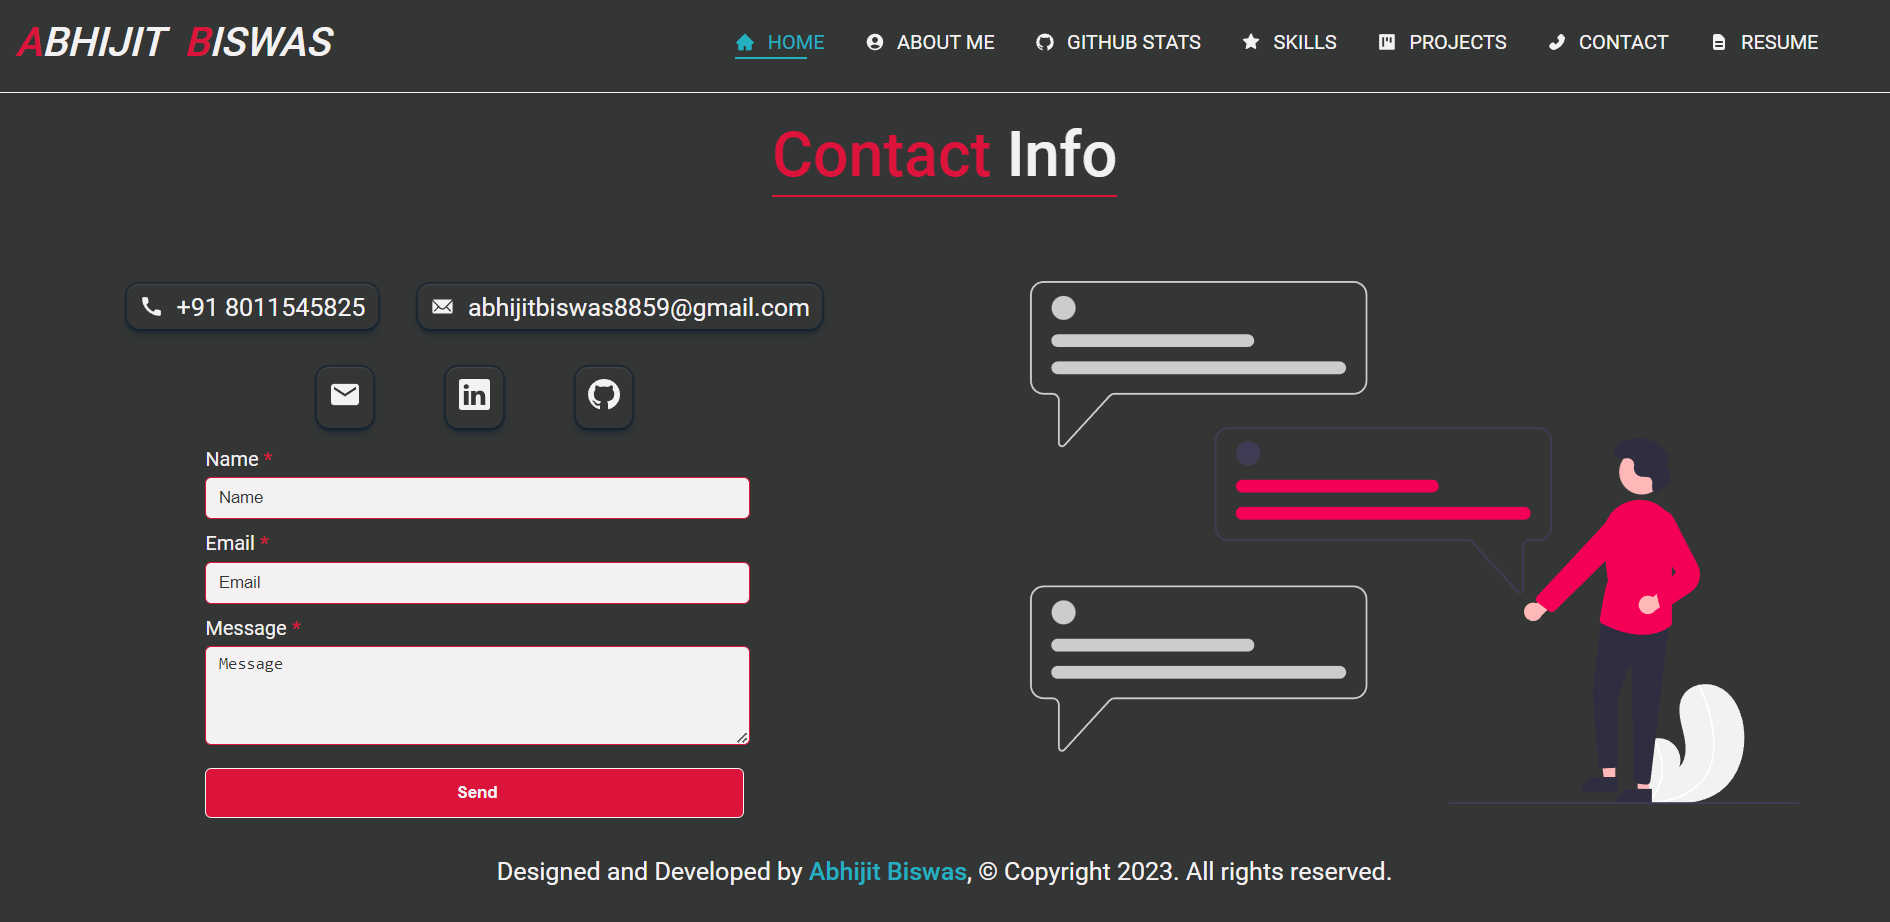 ABHIJIT BISWAS
HOME ABOUT ME GITHUB STATS SKILLS PROJECTS CONTACT RESUME
Contact Info
+91 8011545825 abhijitbiswas8859@gmail.com
Name *
Name
Email *
Email
Message *
Message
Send
Designed and Developed by Abhijit Biswas, © Copyright 2023. All rights reserved.